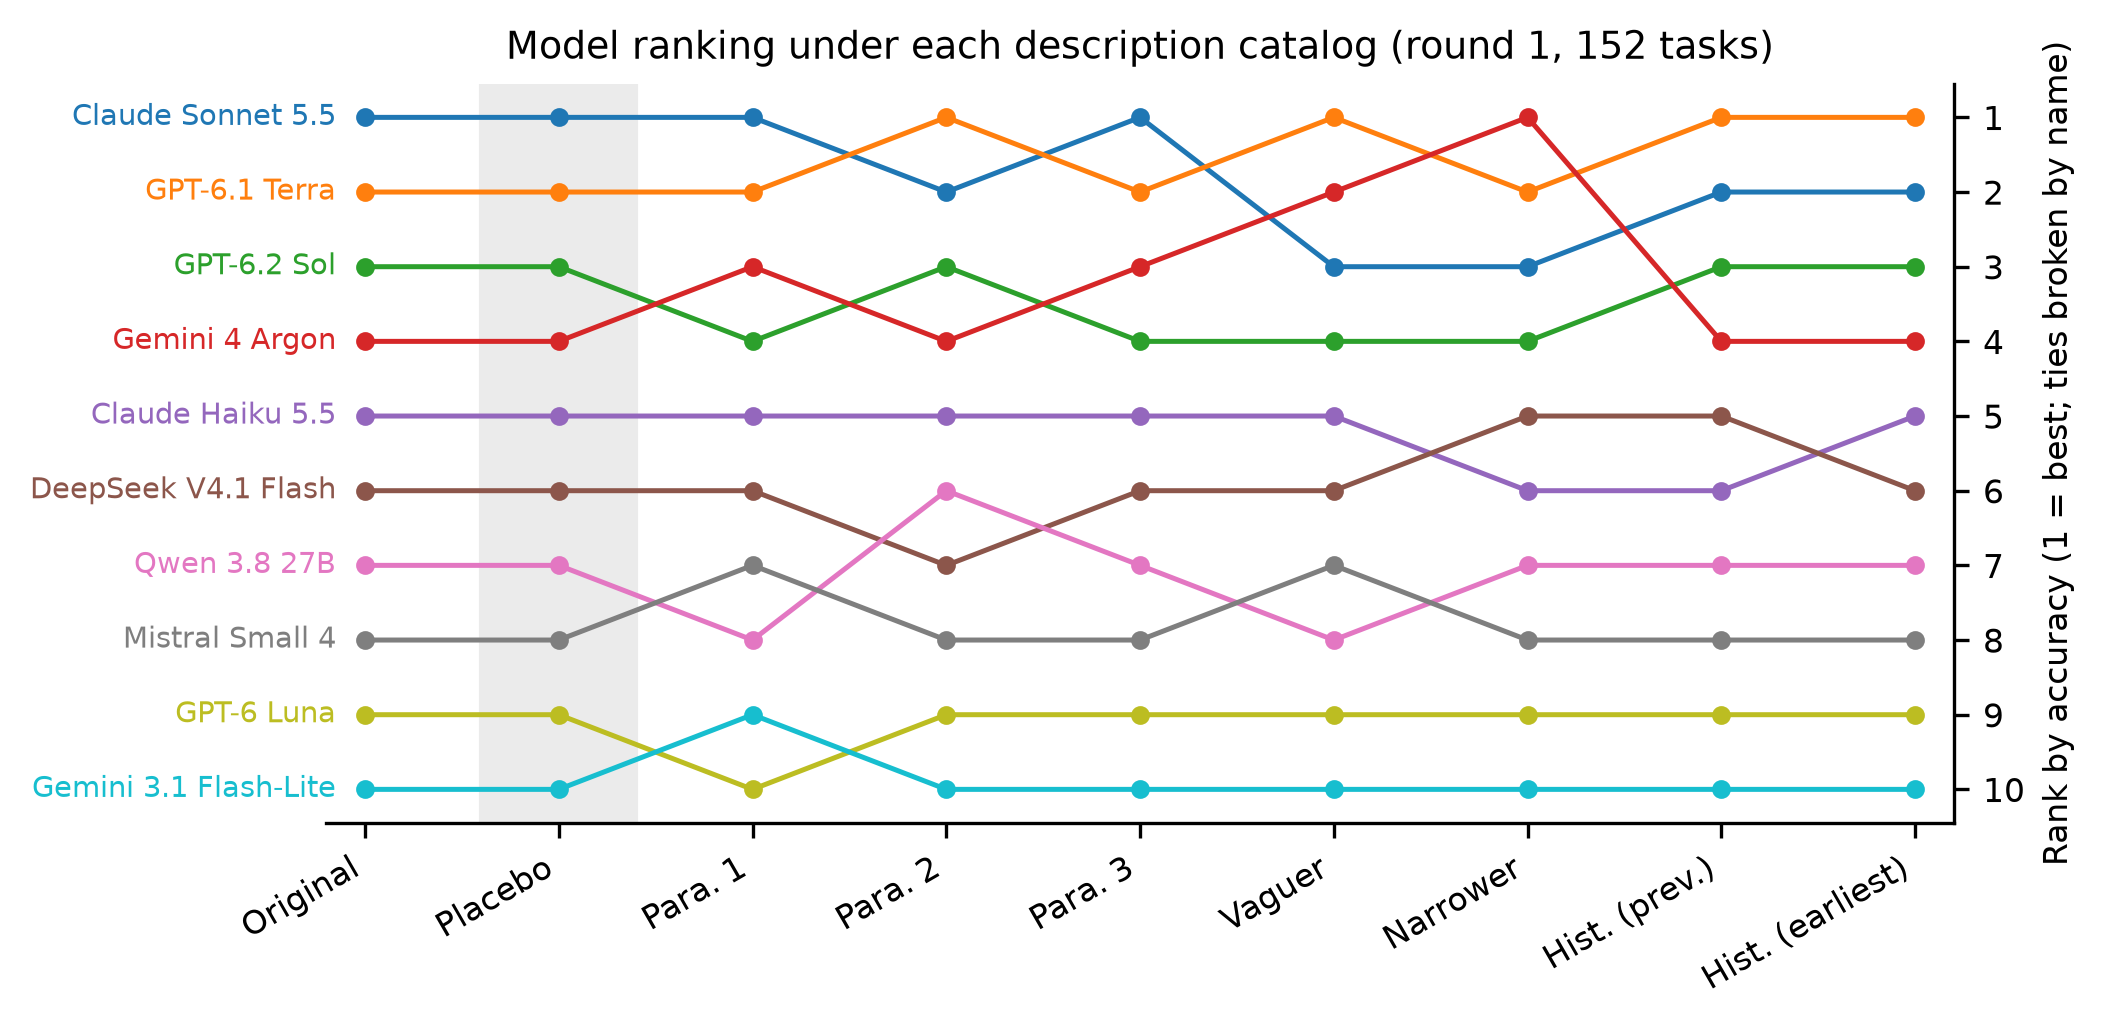 Model ranking under each description catalog (round 1, 152 tasks)
Claude Sonnet 5.5
GPT-6.1 Terra
GPT-6.2 Sol
Gemini 4 Argon
Claude Haiku 5.5
DeepSeek V4.1 Flash
Qwen 3.8 27B
Mistral Small 4
GPT-6 Luna
Gemini 3.1 Flash-Lite
1
2
3
4
5
6
7
8
9
10
Rank by accuracy (1 = best; ties broken by name)
Original
Placebo
Para. 1
Para. 2
Para. 3
Vaguer
Narrower
Hist. (prev.)
Hist. (earliest)